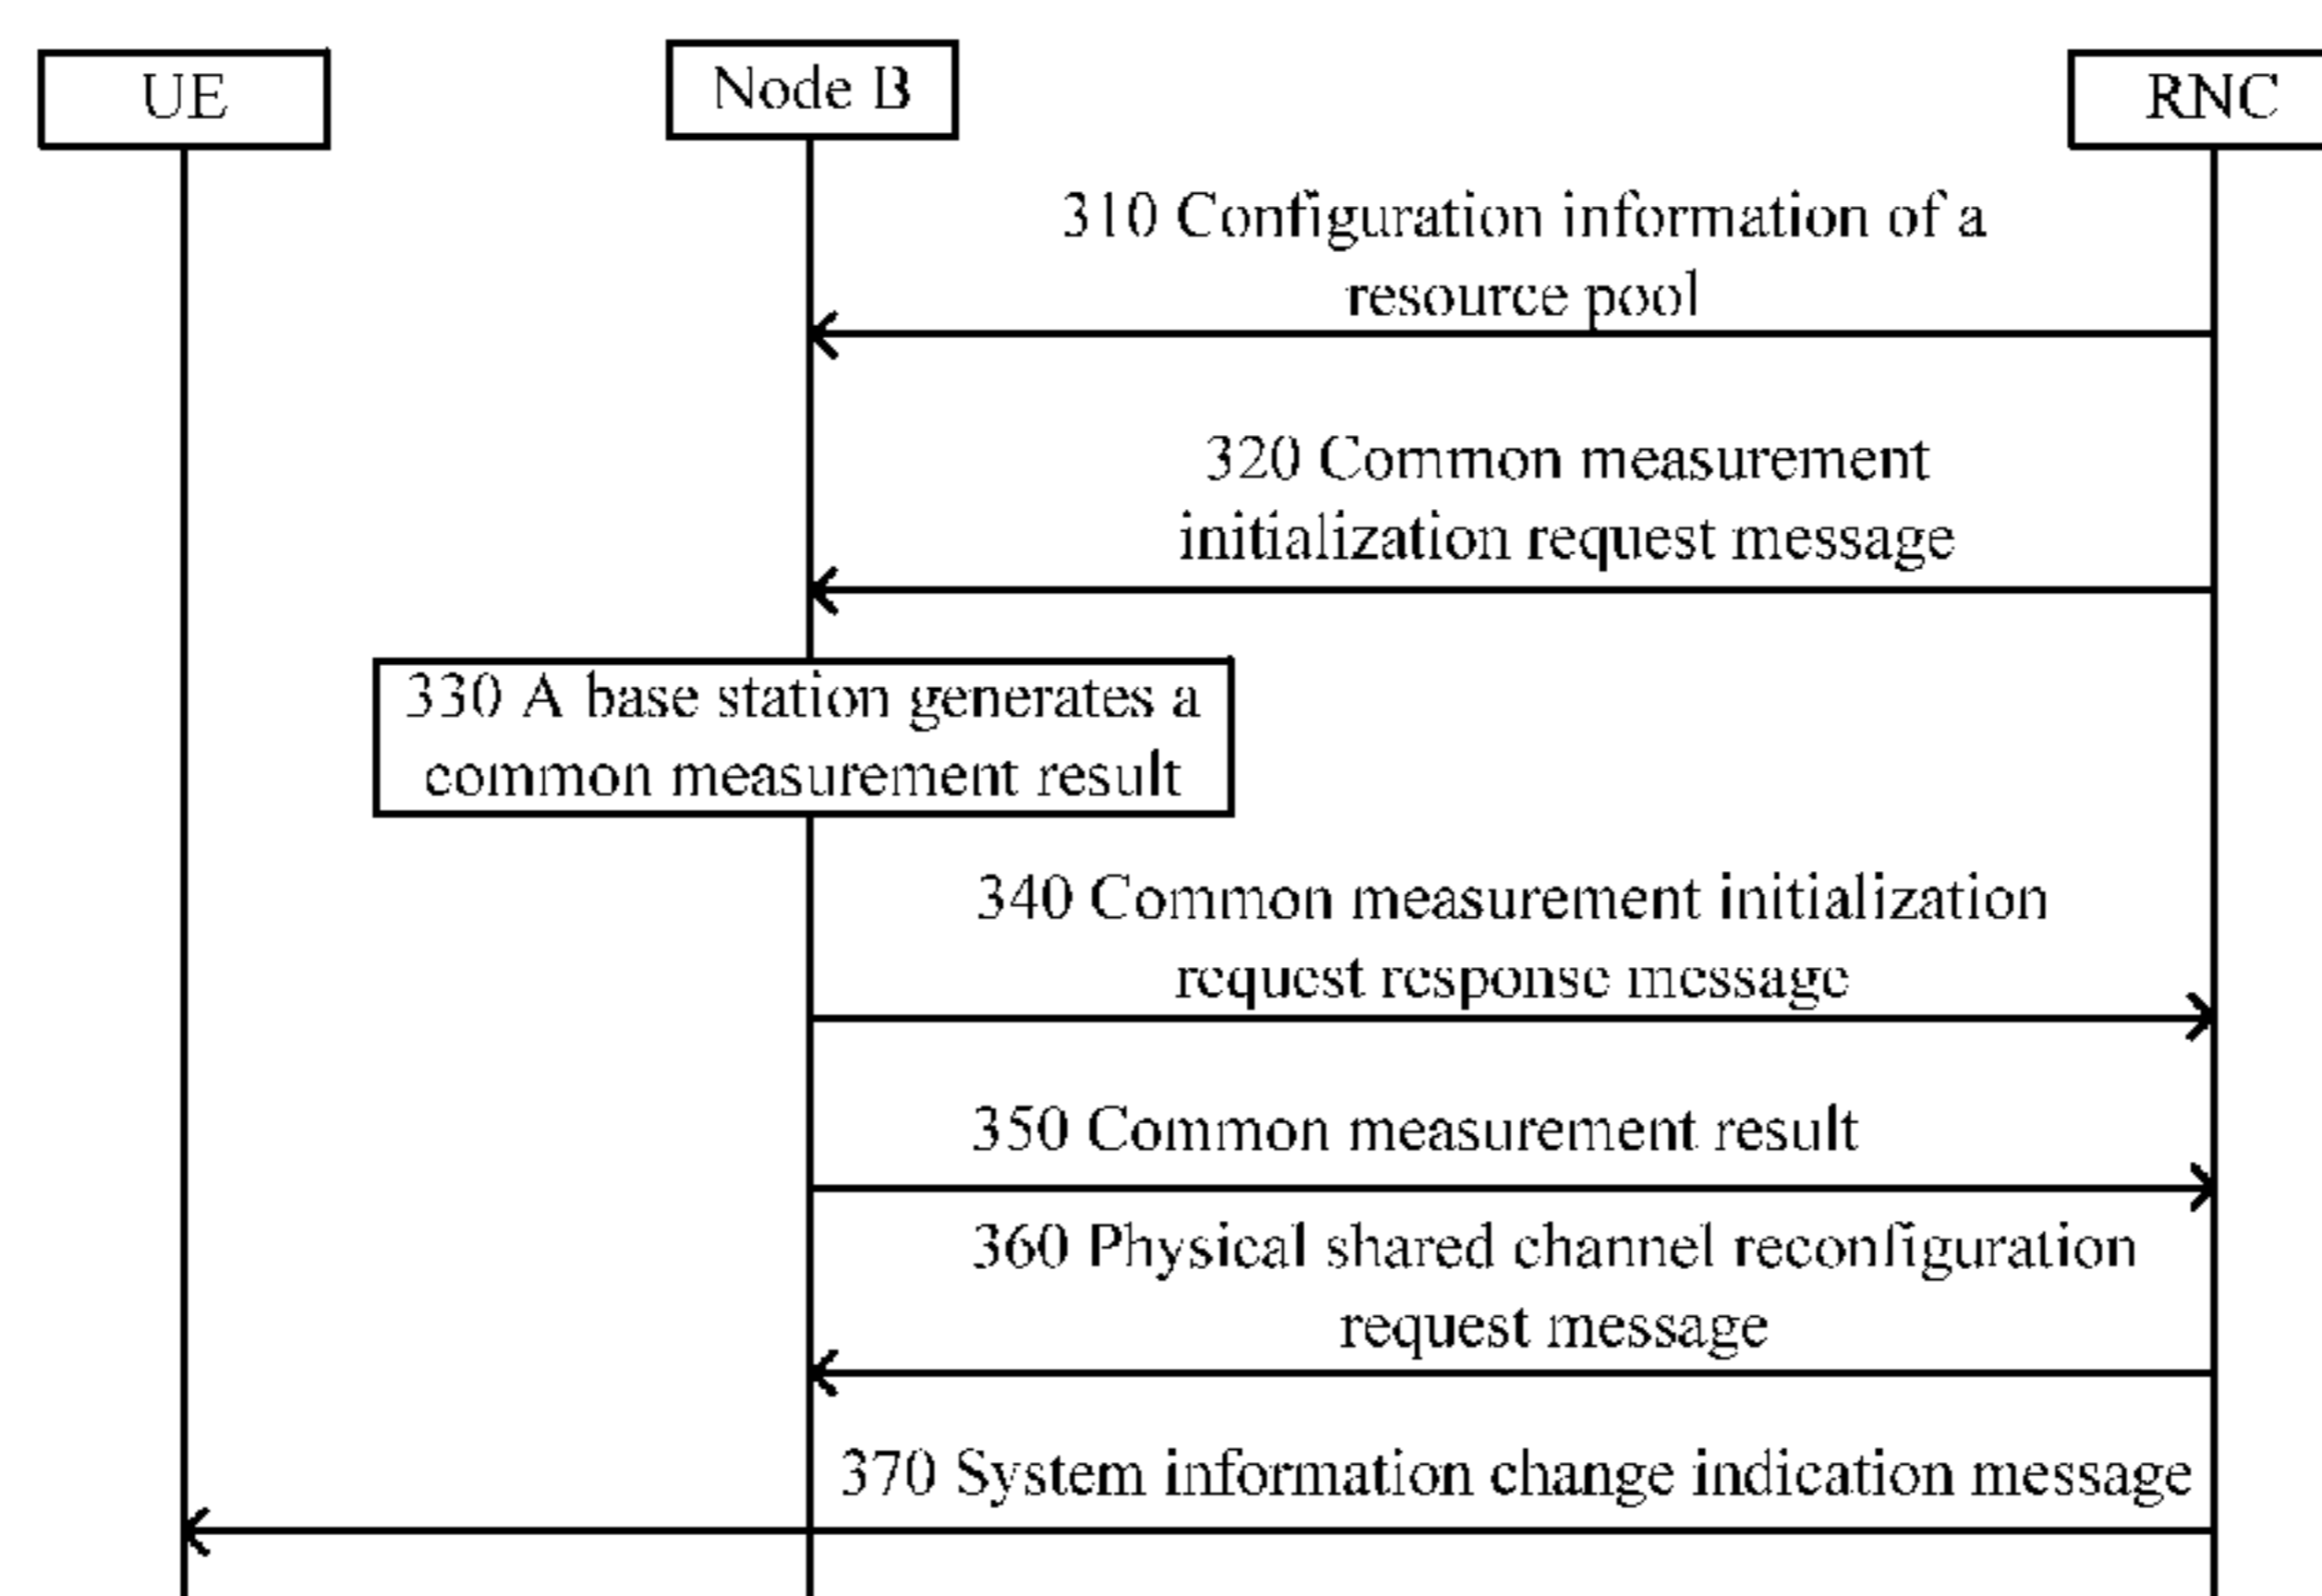 UE
Node B
RNC
310 Configuration information of a
resource pool
320 Common measurement
initialization request message
330 A base station generates a
common measurement result
340 Common measurement initialization
request response message
350 Common measurement result
360 Physical shared channel reconfiguration
request message
370 System information change indication message